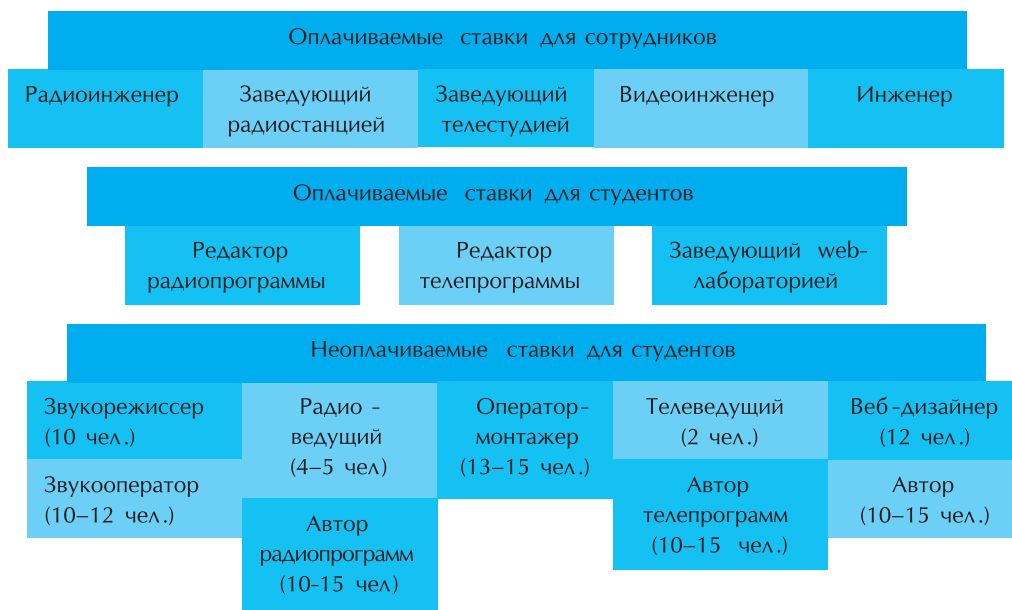 Оплачиваемые ставки для сотрудников
Радиоинженер
Заведующий
радиостанцией
Заведующий
телестудией
Видеоинженер
Инженер
Оплачиваемые ставки для студентов
Редактор
радиопрограммы
Редактор
телепрограммы
Заведующий web-
лабораторией
Неоплачиваемые ставки для студентов
Звукорежиссер
(10 чел.)
Звукооператор
(10–12 чел.)
Радио -
ведущий
(4–5 чел)
Автор
радиопрограмм
(10-15 чел)
Оператор-
монтажер
(13–15 чел.)
Телеведущий
(2 чел.)
Автор
телепрограмм
(10–15 чел.)
Веб-дизайнер
(12 чел.)
Автор
(10–15 чел.)